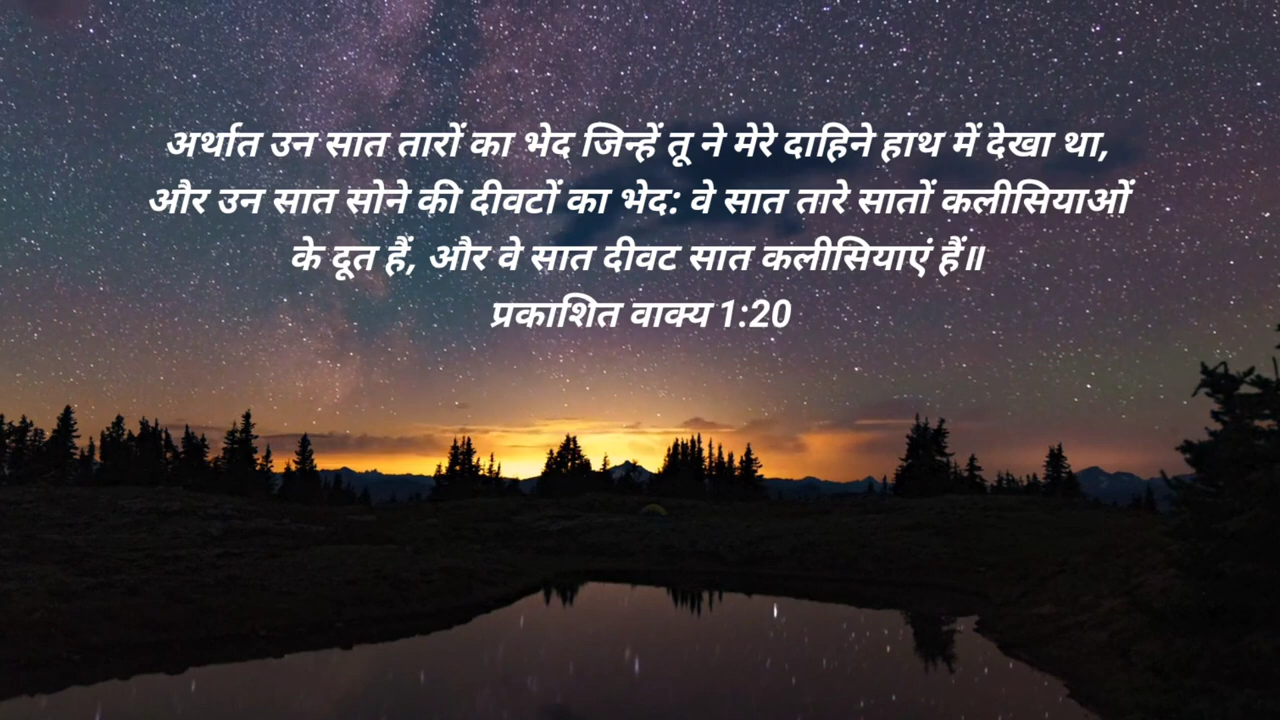 अर्थात उन सात तारों का भेद जिन्हें तू ने मेरे दाहिने हाथ में देखा था,
और उन सात सोने की दीवटों का भेद: वे सात तारे सातों कलीसियाओं
के दूत हैं, और वे सात दीवट सात कलीसियाएं हैं॥
प्रकाशित वाक्य 1:20